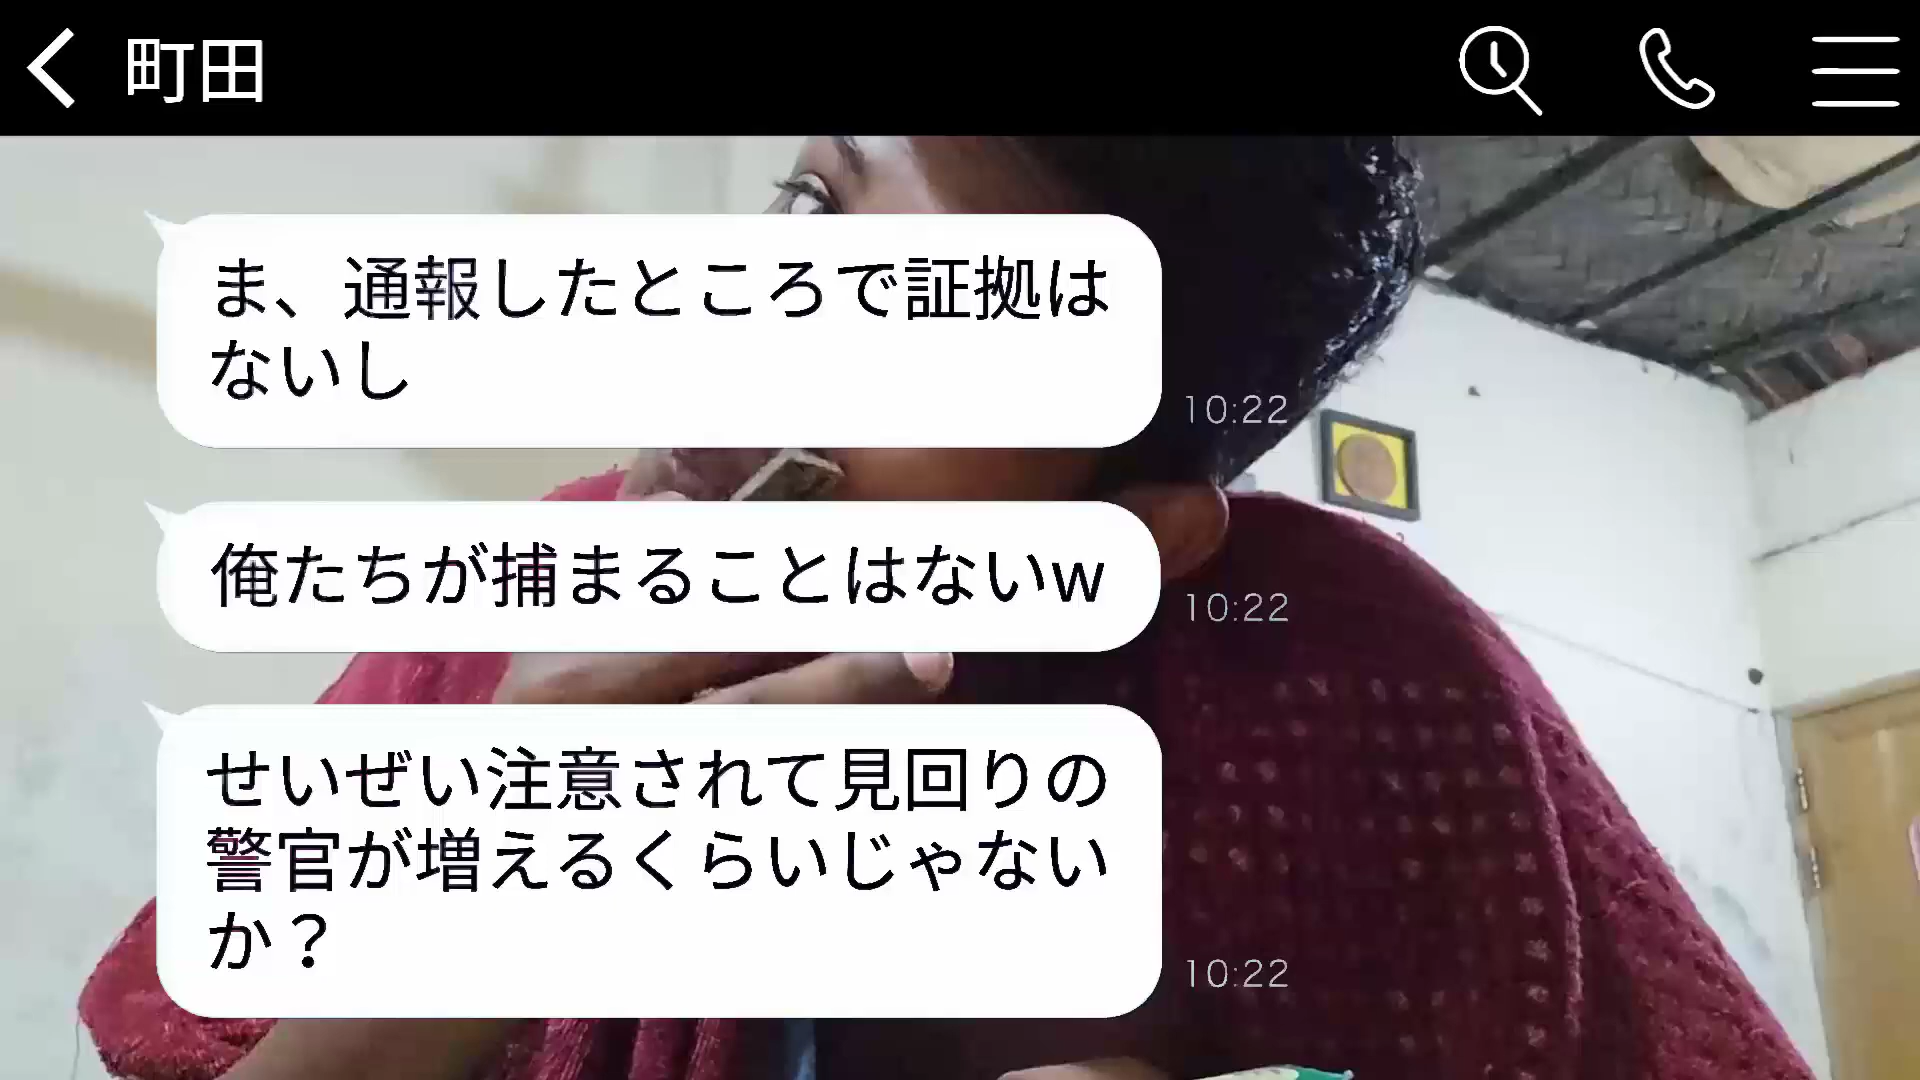 町田
ま、通報したところで証拠は
ないし
10:22
俺たちが捕まることはないw
10:22
せいぜい注意されて見回りの
警官が増えるくらいじゃない
か？
10:22